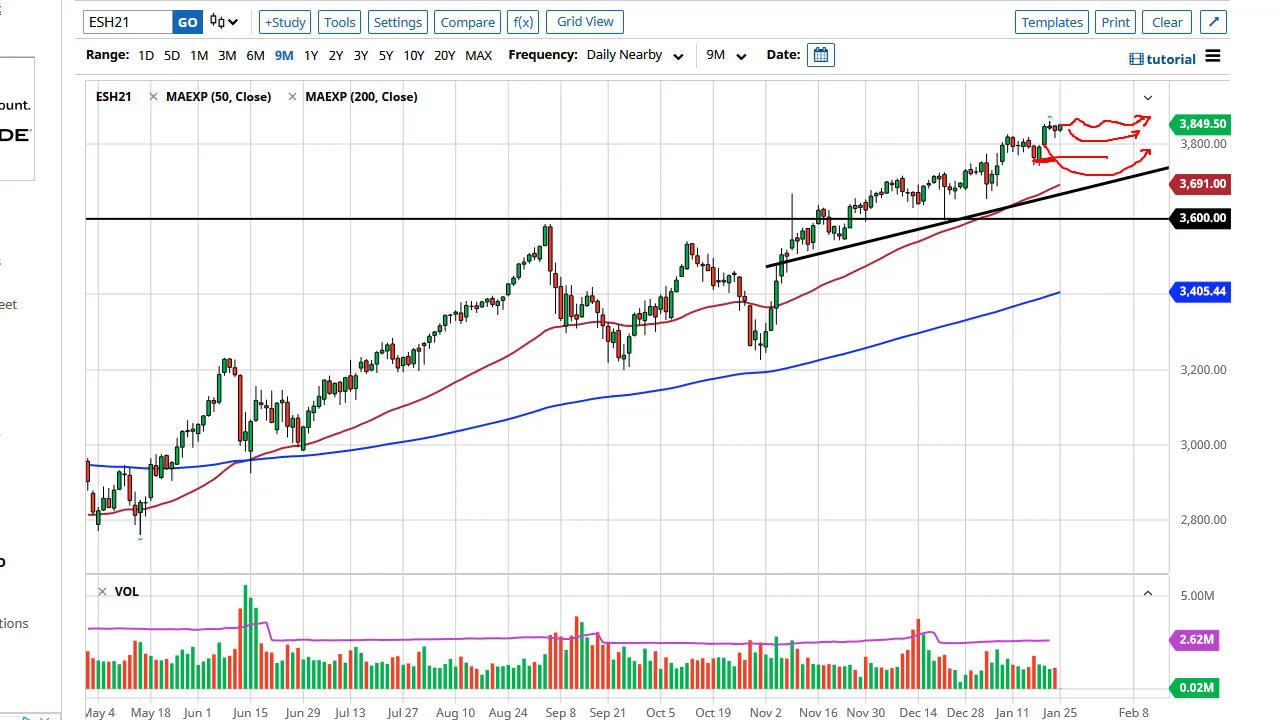 ESH21 GO +Study Tools Settings Compare f(x) Grid View Templates Print Clear
Range: 1D 5D 1M 3M 6M 9M 1Y 2Y 3Y 5Y 10Y 20Y MAX Frequency: Daily Nearby 9M Date: tutorial
ESH21 × MAEXP (50, Close) × MAEXP (200, Close)
ount.
DE
3,849.50
3,800.00
3,691.00
3,600.00
3,405.44
eet
3,200.00
3,000.00
2,800.00
× VOL
5.00M
tions
2.62M
0.02M
May 4 May 18 Jun 1 Jun 15 Jun 29 Jul 13 Jul 27 Aug 10 Aug 24 Sep 8 Sep 21 Oct 5 Oct 19 Nov 2 Nov 16 Nov 30 Dec 14 Dec 28 Jan 11 Jan 25 Feb 8